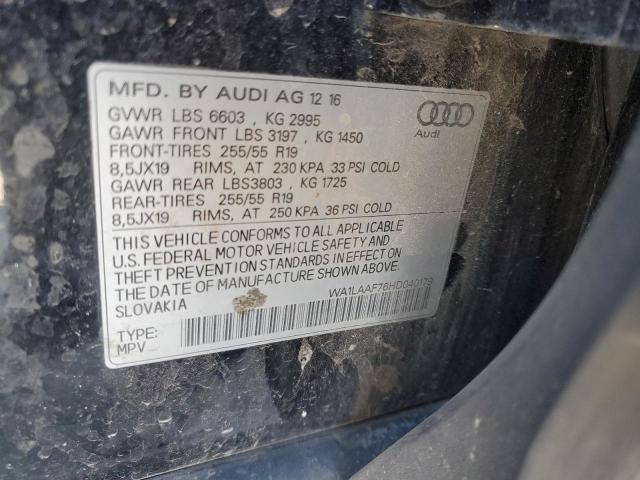 MFD. BY AUDI AG 12 16
GVWR LBS 6603 , KG 2995
GAWR FRONT LBS 3197 , KG 1450
FRONT-TIRES 255/55 R19
8,5JX19 RIMS, AT 230 KPA 33 PSI COLD
GAWR REAR LBS3803 , KG 1725
REAR-TIRES 255/55 R19
8,5JX19 RIMS, AT 250 KPA 36 PSI COLD
Audi
THIS VEHICLE CONFORMS TO ALL APPLICABLE
U.S. FEDERAL MOTOR VEHICLE SAFETY AND
THEFT PREVENTION STANDARDS IN EFFECT ON
THE DATE OF MANUFACTURE SHOWN ABOVE.
SLOVAKIA
WA1LAAF76HD040179
TYPE:
MPV